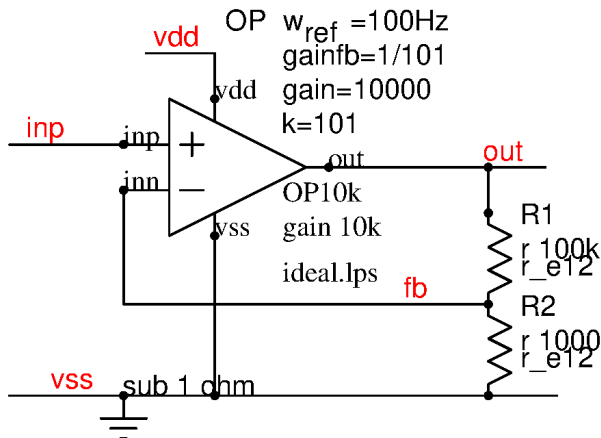 OP w_ref =100Hz
vdd
gainfb=1/101
vdd
gain=10000
k=101
inp
inp
out
out
inn
OP10k
R1
vss
gain 10k
r 100k
r_e12
ideal.lps
fb
R2
r 1000
r_e12
vss
sub 1 ohm